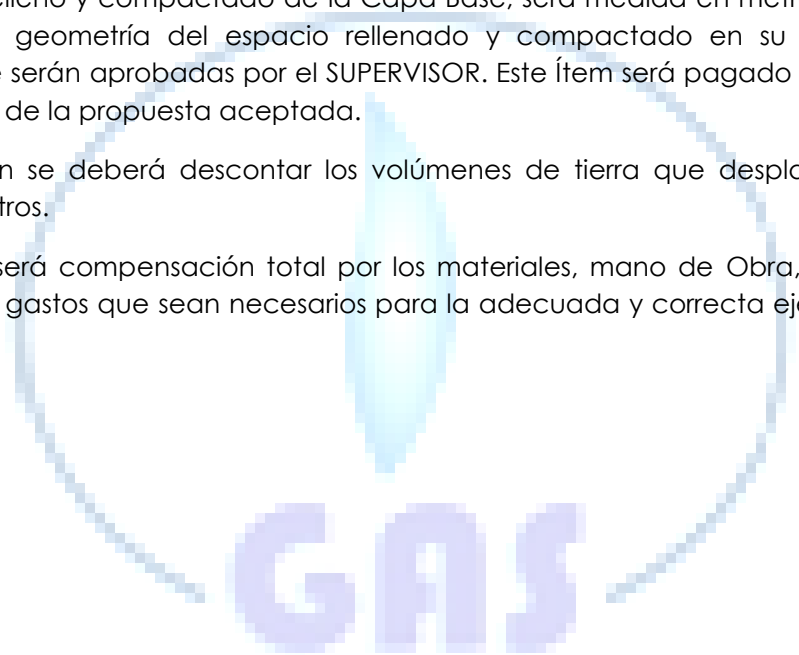 elleno y compactado de la Capa Base, será medida en metr
geometría del espacio rellenado y compactado en su
e serán aprobadas por el SUPERVISOR. Este Ítem será pagado
de la propuesta aceptada.
n se deberá descontar los volúmenes de tierra que despla
tros.
será compensación total por los materiales, mano de Obra,
gastos que sean necesarios para la adecuada y correcta eje
GAS